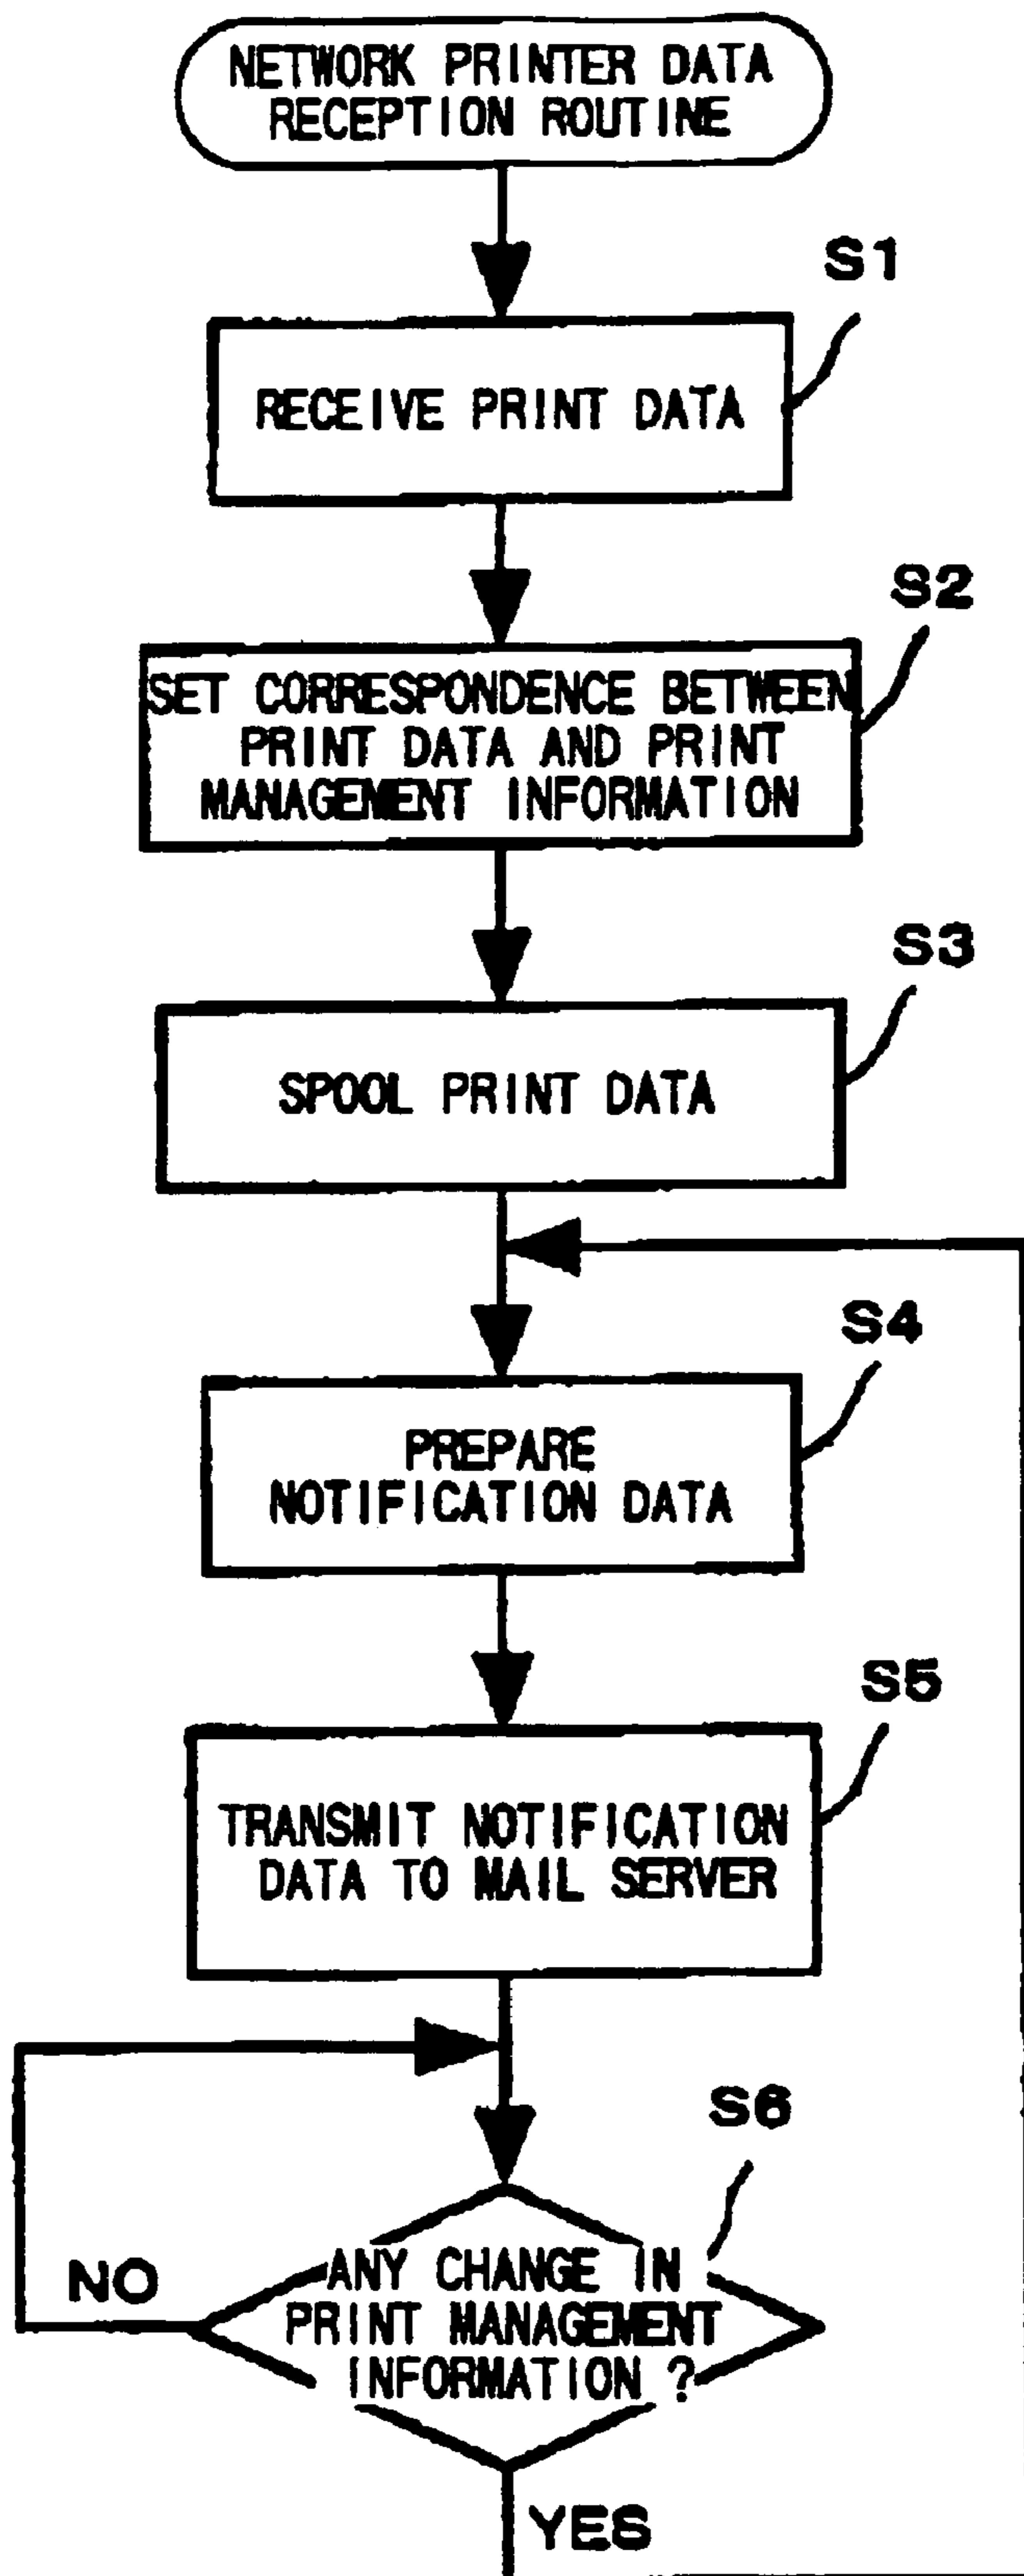 NETWORK PRINTER DATA
RECEPTION ROUTINE
S1
RECEIVE PRINT DATA
S2
SET CORRESPONDENCE BETWEEN
PRINT DATA AND PRINT
MANAGEMENT INFORMATION
S3
SPOOL PRINT DATA
S4
PREPARE
NOTIFICATION DATA
S5
TRANSMIT NOTIFICATION
DATA TO MAIL SERVER
S6
ANY CHANGE IN
PRINT MANAGEMENT
INFORMATION ?
NO
YES